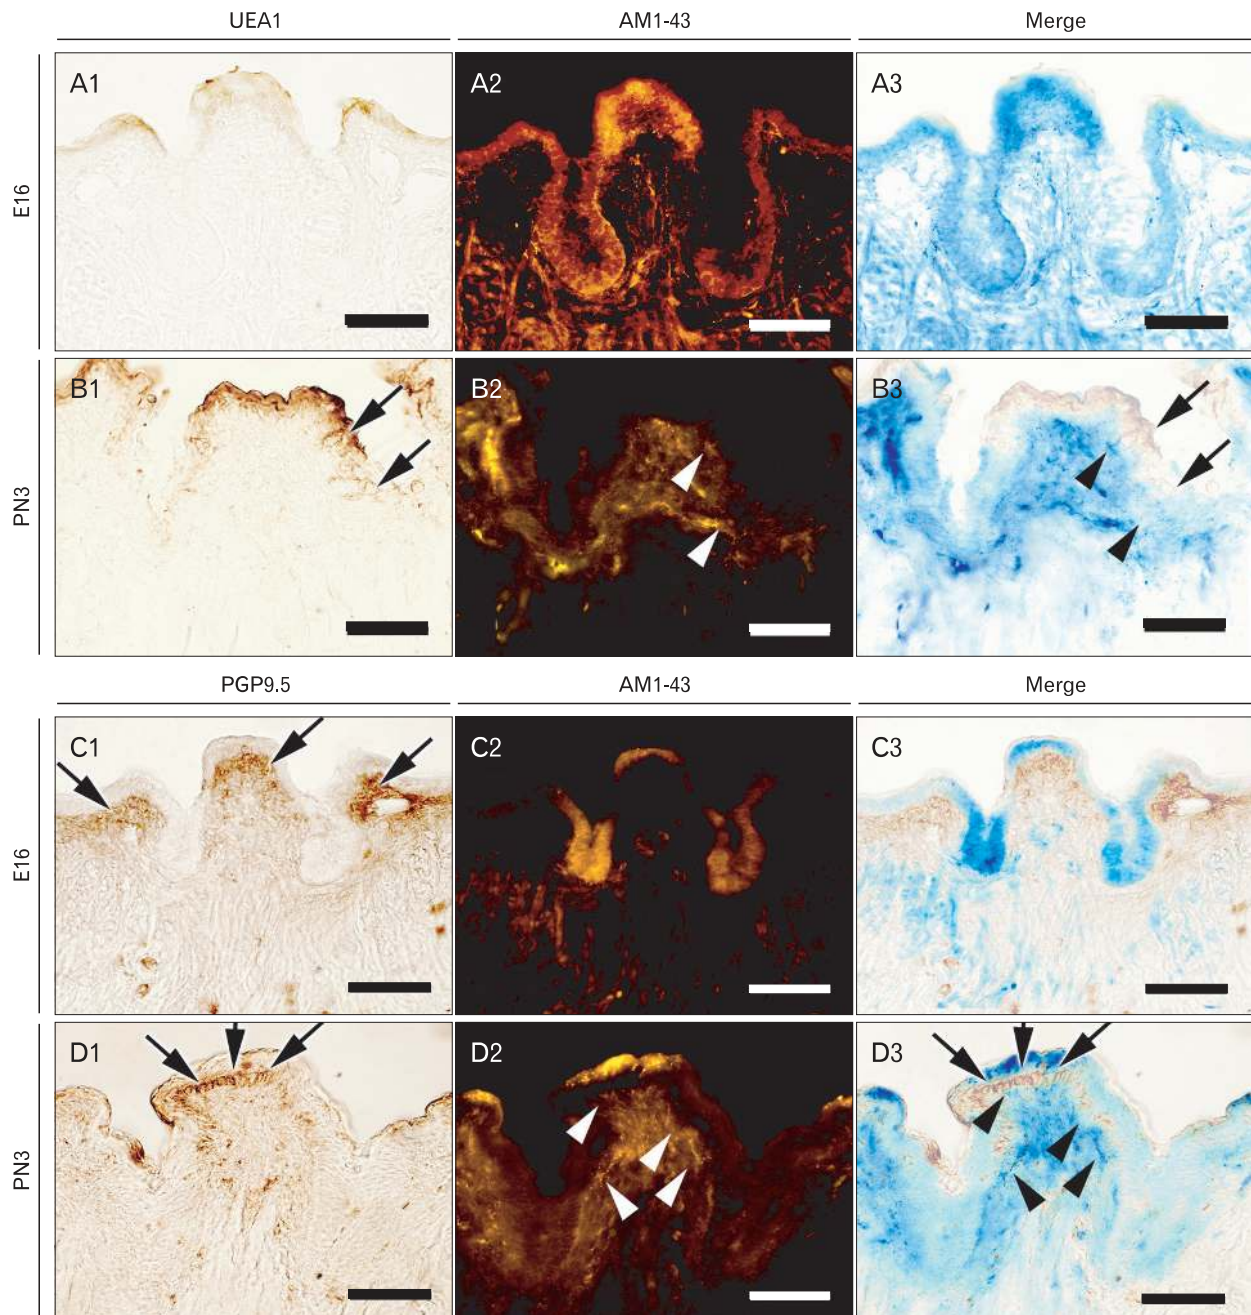 UEA1 AM1-43 Merge
E16
A1 A2 A3
PN3
B1 B2 B3
PGP9.5 AM1-43 Merge
E16
C1 C2 C3
PN3
D1 D2 D3